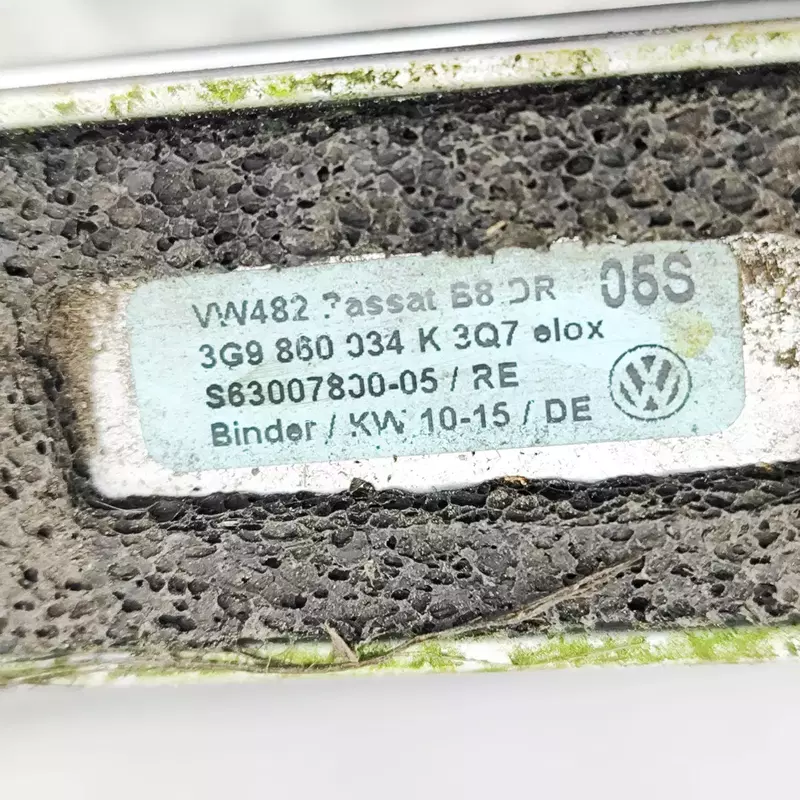 VW482 Passat B8 DR 05S
3G9 860 034 K 3Q7 elox
S63007800-05 / RE
Binder / KW 10-15 / DE